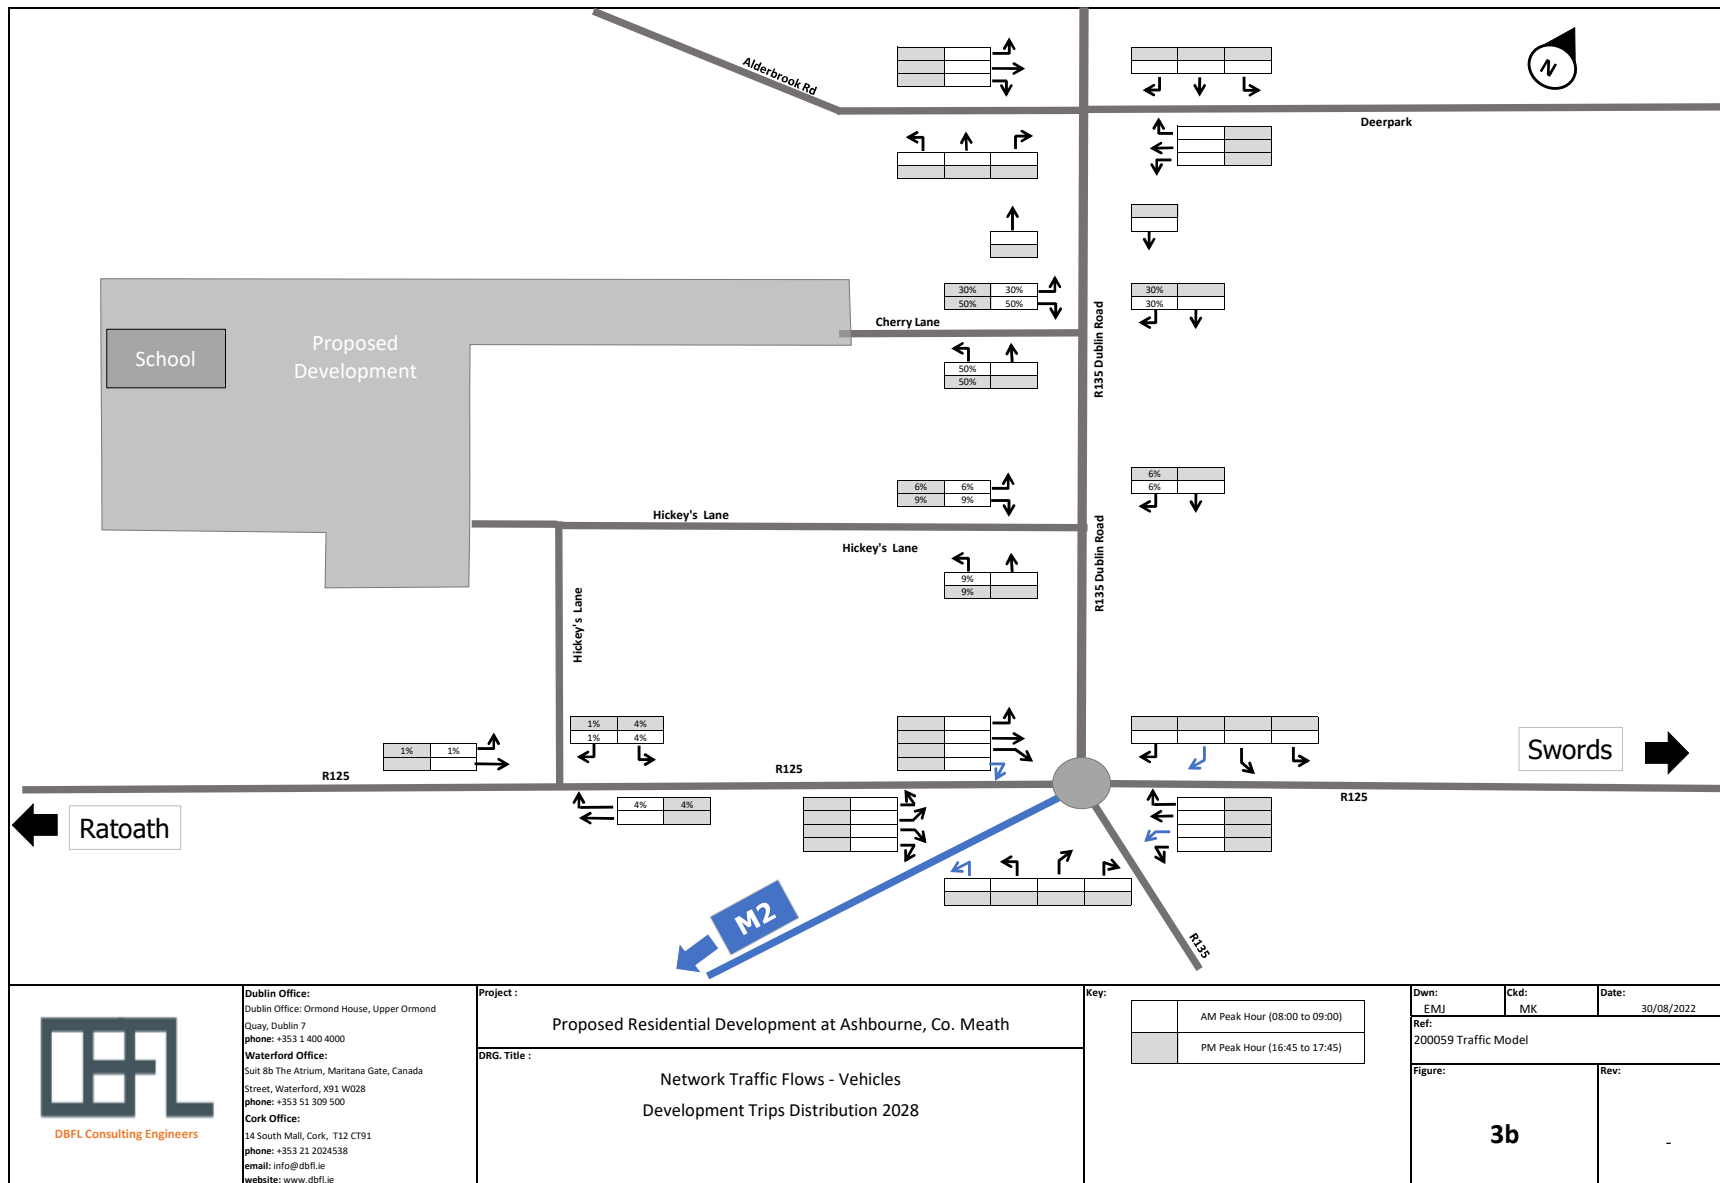 Alderbrook Rd
N
Deerpark
30% 30%
50% 50%
30%
30%
Cherry Lane
R135 Dublin Road
School
Proposed
Development
50%
50%
6% 6%
9% 9%
6%
6%
Hickey's Lane
Hickey's Lane
R135 Dublin Road
9%
9%
Hickey's Lane
1% 4%
1% 4%
1% 1%
R125
R125
Swords
R125
4% 4%
Ratoath
M2
R135
DBFL Consulting Engineers
Dublin Office:
Dublin Office: Ormond House, Upper Ormond
Quay, Dublin 7
phone: +353 1 400 4000
Waterford Office:
Suit 8b The Atrium, Maritana Gate, Canada
Street, Waterford, X91 W028
phone: +353 51 309 500
Cork Office:
14 South Mall, Cork, T12 CT91
phone: +353 21 2024538
email: info@dbfl.ie
website: www.dbfl.ie
Project :
Proposed Residential Development at Ashbourne, Co. Meath
DRG. Title :
Network Traffic Flows - Vehicles
Development Trips Distribution 2028
Key:
AM Peak Hour (08:00 to 09:00)
PM Peak Hour (16:45 to 17:45)
Dwn: Ckd: Date:
EMJ MK 30/08/2022
Ref:
200059 Traffic Model
Figure: Rev:
3b -